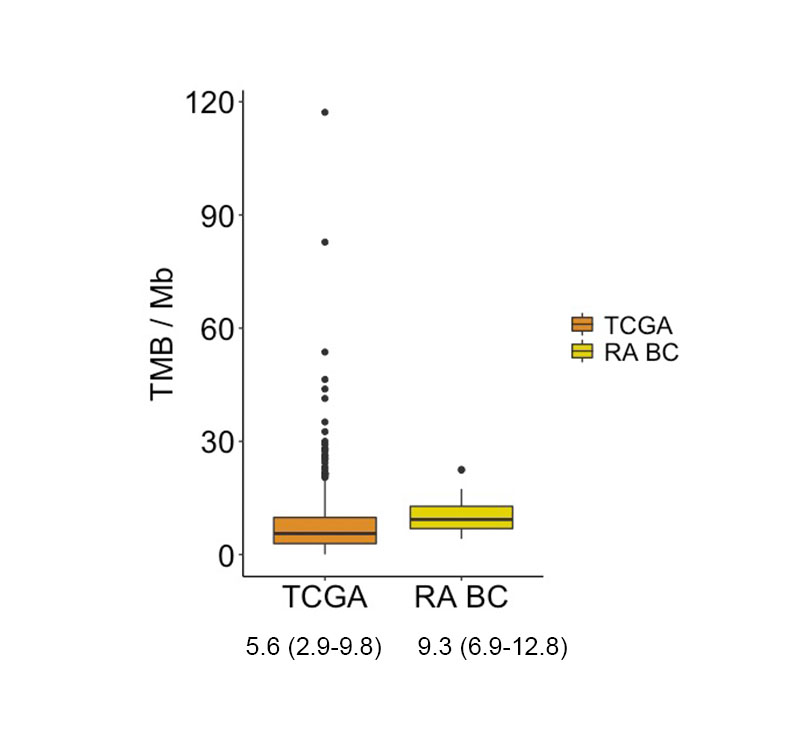 120
90
60
30
0
TMB / Mb
TCGA
RA BC
TCGA RA BC
5.6 (2.9-9.8) 9.3 (6.9-12.8)